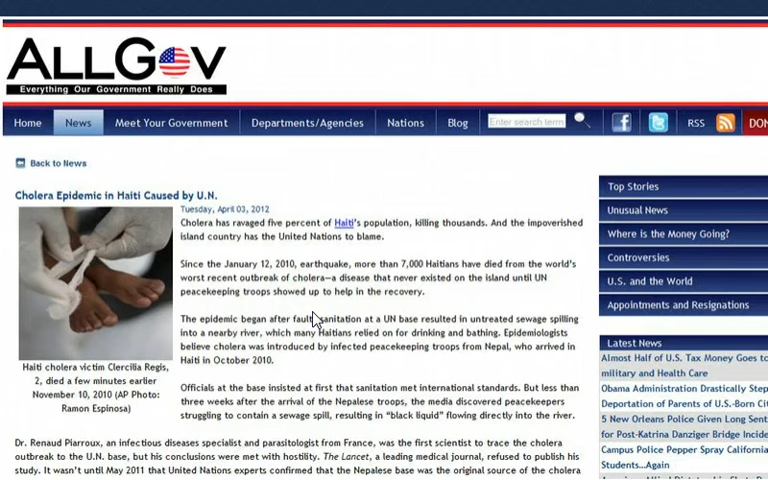 ALLGOV
Everything Our Government Really Does
Home News Meet Your Government Departments/Agencies Nations Blog Enter search term RSS DON
Back to News
Cholera Epidemic in Haiti Caused by U.N.
Tuesday, April 03, 2012
Cholera has ravaged five percent of Haiti's population, killing thousands. And the impoverished
island country has the United Nations to blame.
Since the January 12, 2010, earthquake, more than 7,000 Haitians have died from the world's
worst recent outbreak of cholera—a disease that never existed on the island until UN
peacekeeping troops showed up to help in the recovery.
The epidemic began after fault sanitation at a UN base resulted in untreated sewage spilling
into a nearby river, which many Haitians relied on for drinking and bathing. Epidemiologists
believe cholera was introduced by infected peacekeeping troops from Nepal, who arrived in
Haiti in October 2010.
Haiti cholera victim Clercilia Regis,
2, died a few minutes earlier
November 10, 2010 (AP Photo:
Ramon Espinosa)
Officials at the base insisted at first that sanitation met international standards. But less than
three weeks after the arrival of the Nepalese troops, the media discovered peacekeepers
struggling to contain a sewage spill, resulting in "black liquid" flowing directly into the river.
Dr. Renaud Piarroux, an infectious diseases specialist and parasitologist from France, was the first scientist to trace the cholera
outbreak to the U.N. base, but his conclusions were met with hostility. The Lancet, a leading medical journal, refused to publish his
study. It wasn't until May 2011 that United Nations experts confirmed that the Nepalese base was the original source of the cholera
Top Stories
Unusual News
Where is the Money Going?
Controversies
U.S. and the World
Appointments and Resignations
Latest News
Almost Half of U.S. Tax Money Goes to
military and Health Care
Obama Administration Drastically Step
Deportation of Parents of U.S.-Born Cit
5 New Orleans Police Given Long Sent
for Post-Katrina Danziger Bridge Incide
Campus Police Pepper Spray California
Students...Again